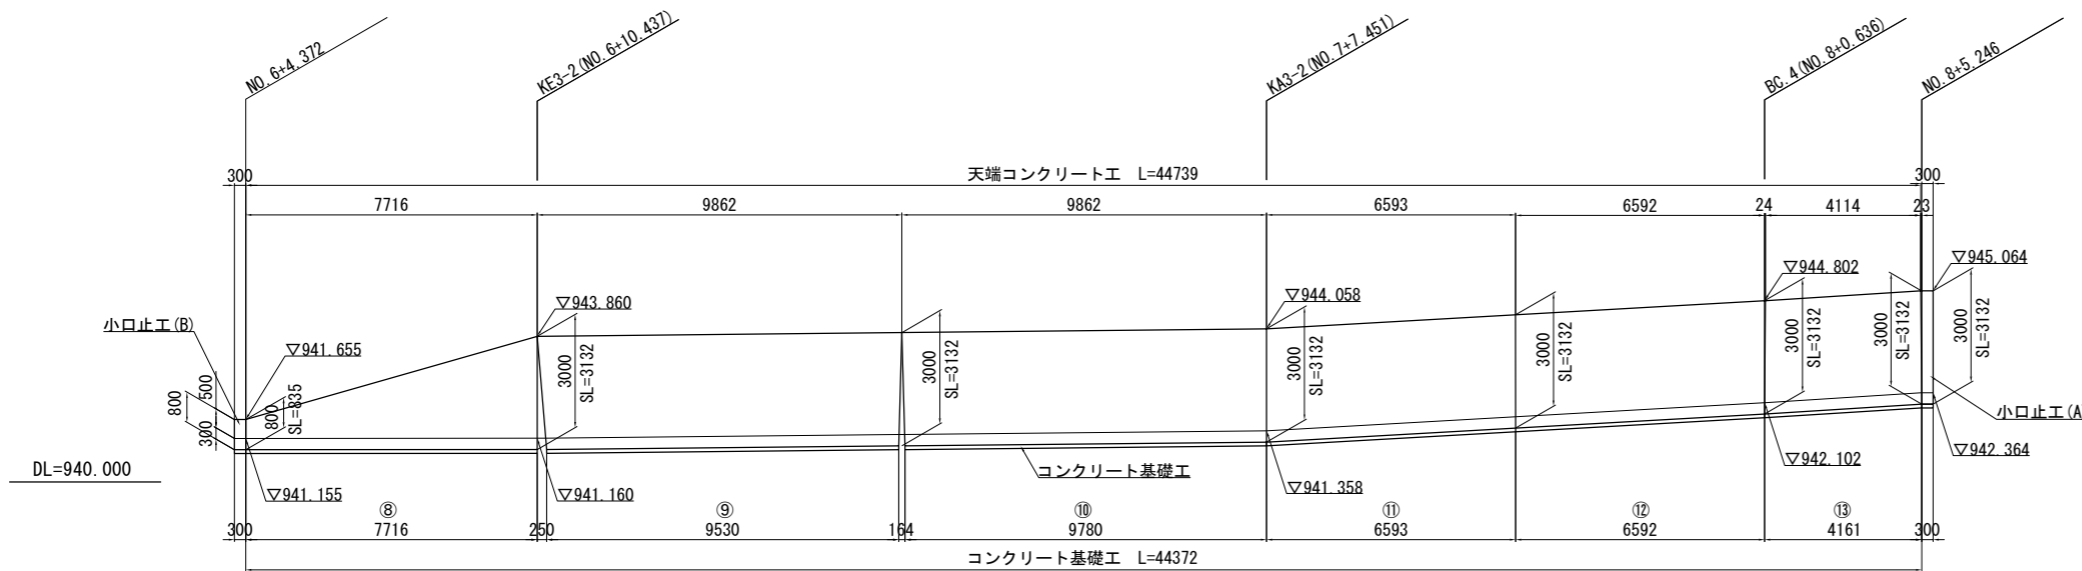 NO.6+4.372
KE3-2(NO.6+10.437)
KA3-2(NO.7+7.451)
BC.4(NO.8+0.636)
NO.8+5.246
300
天端コンクリート工 L=44739
300
7716
9862
9862
6593
6592
24
4114
23
▽945.064
▽944.802
▽944.058
▽943.860
小口止工(B)
▽941.655
800
500
300
800
SL=835
3000
SL=3132
3000
SL=3132
3000
SL=3132
3000
SL=3132
3000
SL=3132
3000
SL=3132
3000
SL=3132
小口止工(A
DL=940.000
コンクリート基礎工
▽941.155
▽941.160
▽941.358
▽942.102
▽942.364
⑧
⑨
⑩
⑪
⑫
⑬
300
7716
250
9530
164
9780
6593
6592
4161
300
コンクリート基礎工 L=44372